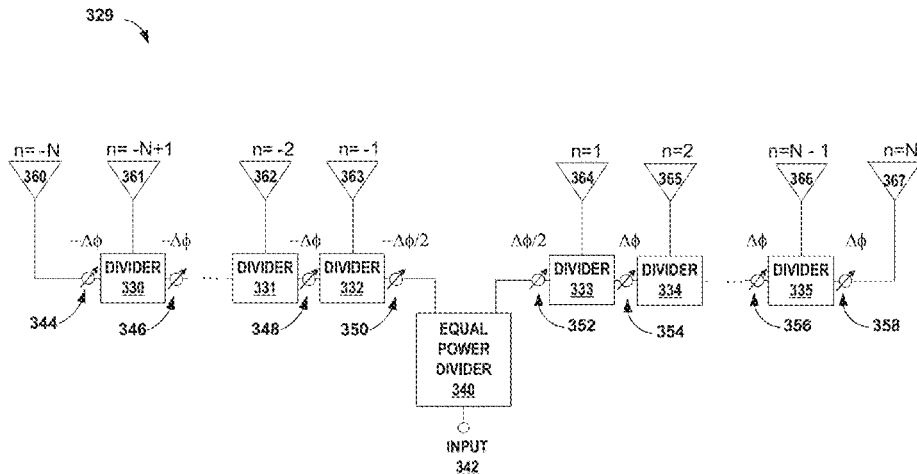 329
n= -N n= -N+1 n= -2 n= -1 n=1 n=2 n=N - 1 n=N
360 361 362 363 364 365 366 367
-Δϕ -Δϕ -Δϕ -Δϕ/2 Δϕ/2 Δϕ Δϕ Δϕ
DIVIDER DIVIDER DIVIDER DIVIDER DIVIDER DIVIDER
330 331 332 333 334 335
344 346 348 350 352 354 356 358
EQUAL
POWER
DIVIDER
340
INPUT
342